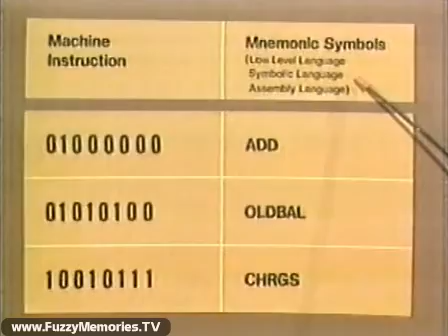 Machine
Instruction
Mnemonic Symbols
(Low Level Language
Symbolic Language
Assembly Language)
01000000
ADD
01010100
OLDBAL
10010111
CHRGS
www.FuzzyMemories.TV